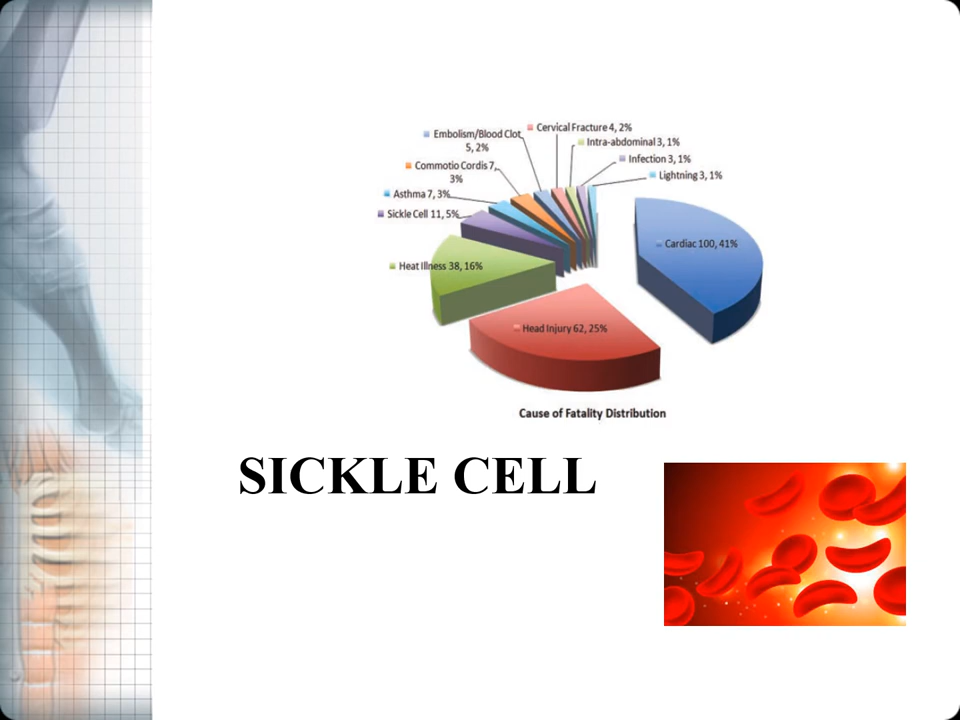 Cervical Fracture 4, 2%
Embolism/Blood Clot
5, 2%
Intra-abdominal 3, 1%
Infection 3, 1%
Commotio Cordis 7,
3%
Lightning 3, 1%
Asthma 7, 3%
Sickle Cell 11, 5%
Cardiac 100, 41%
Heat Illness 38, 16%
Head Injury 62, 25%
Cause of Fatality Distribution
SICKLE CELL